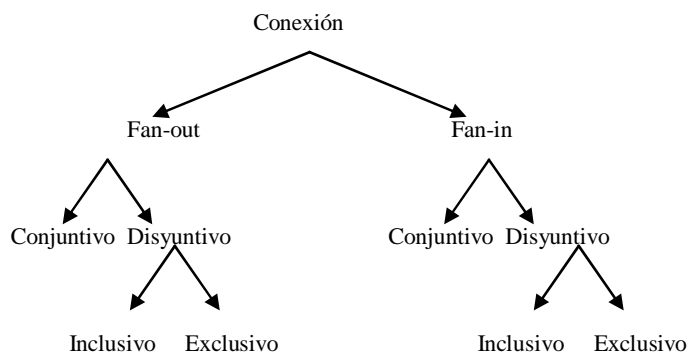 Conexión
Fan-out Fan-in
Conjuntivo Disyuntivo Conjuntivo Disyuntivo
Inclusivo Exclusivo Inclusivo Exclusivo